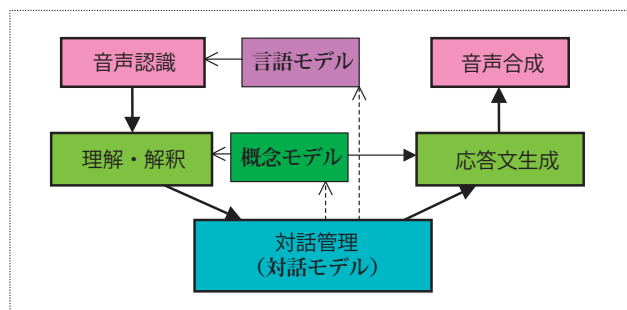 音声認識
言語モデル
音声合成
理解・解釈
概念モデル
応答文生成
対話管理
（対話モデル）